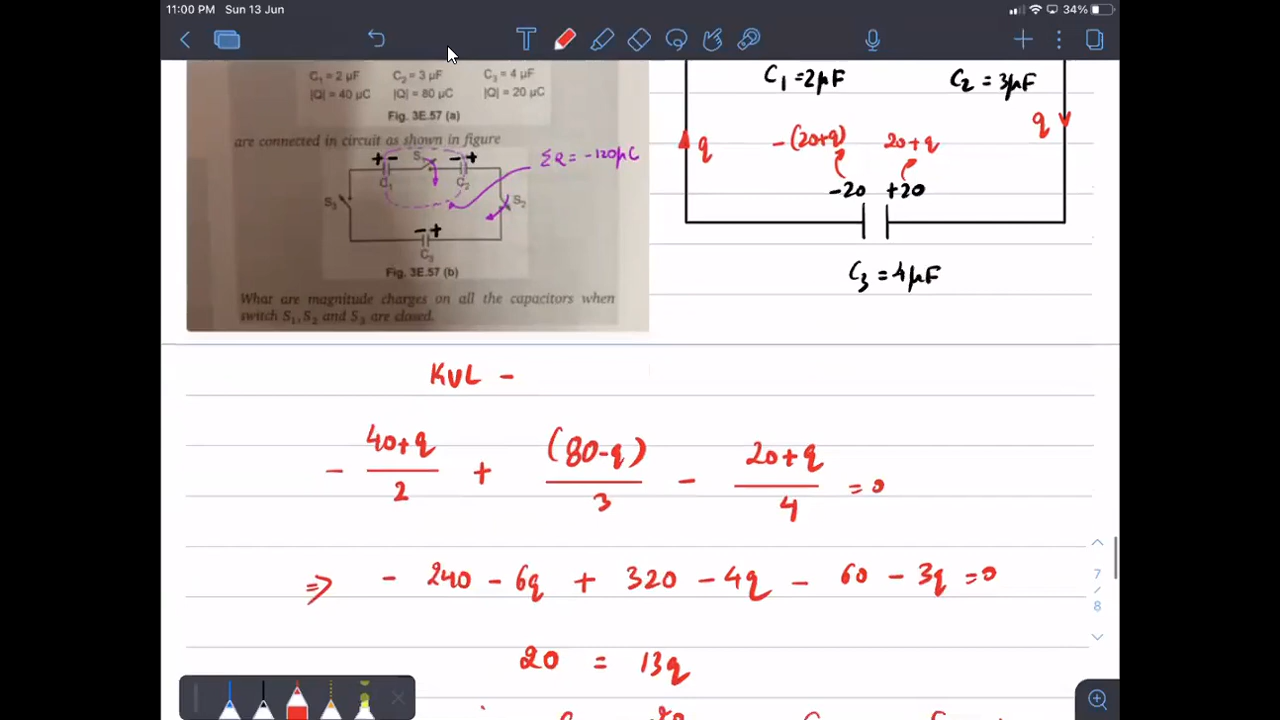 11:00 PM Sun 13 Jun
34%
C₁ = 2 μF C₂ = 3 μF C₃ = 4 μF
|Q| = 40 μC |Q| = 80 μC |Q| = 20 μC
Fig. 3E.57 (a)
are connected in circuit as shown in figure
+ - S₁ - +
ΣQ = -120μC
C₁ C₂
S₃ S₂
- +
C₃
Fig. 3E.57 (b)
What are magnitude charges on all the capacitors when
switch S₁, S₂ and S₃ are closed.
C₁ = 2μF C₂ = 3μF
q
q -(20+q) 20+q
-20 +20
C₃ = 4μF
KVL -
- (40+q)/2 + (80-q)/3 - (20+q)/4 = 0
⇒ - 240 - 6q + 320 - 4q - 60 - 3q = 0
20 = 13q
7
/
8